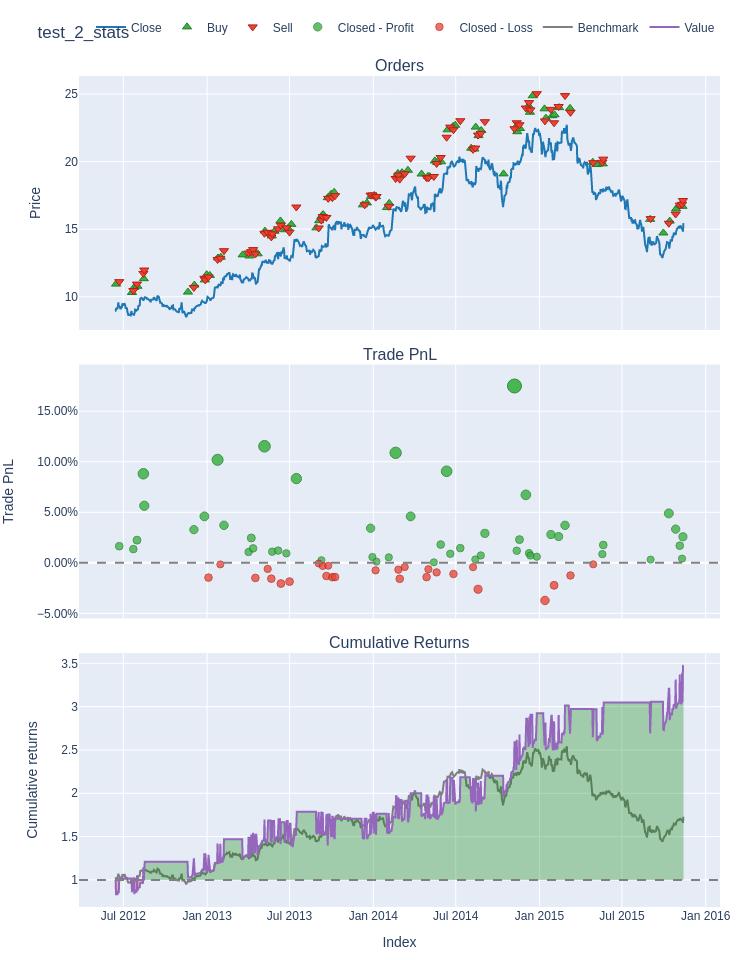 test_2_stats
Close Buy Sell Closed - Profit Closed - Loss Benchmark Value
Orders
25
20
15
10
Price
Trade PnL
15.00%
10.00%
5.00%
0.00%
−5.00%
Trade PnL
Cumulative Returns
3.5
3
2.5
2
1.5
1
Cumulative returns
Jul 2012 Jan 2013 Jul 2013 Jan 2014 Jul 2014 Jan 2015 Jul 2015 Jan 2016
Index